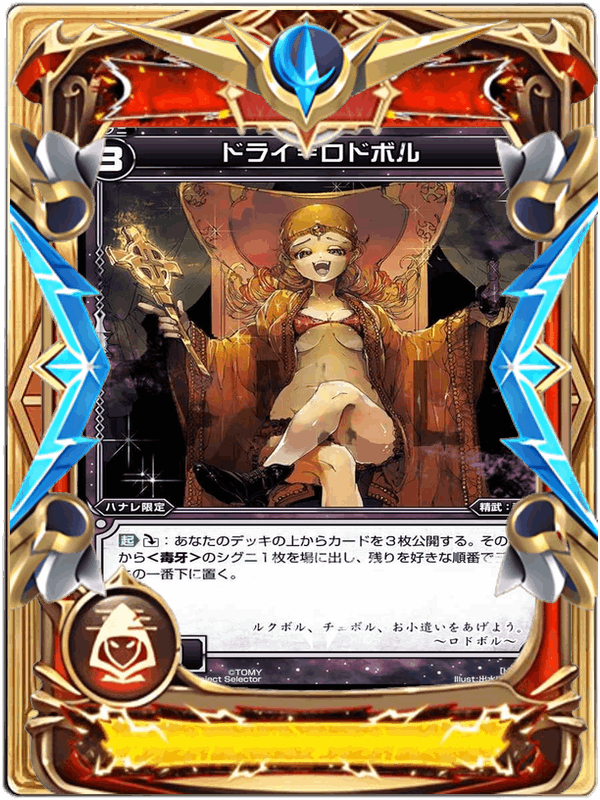 3
ドライ=ロドボル
ハナレ限定
精武:
起 :あなたのデッキの上からカードを3枚公開する。その
から<毒牙>のシグニ1枚を場に出し、残りを好きな順番で
の一番下に置く。
ルクボル、チェボル、お小遣いをあげよう。
~ロドボル~
©TOMY
ject Selector
Illust: